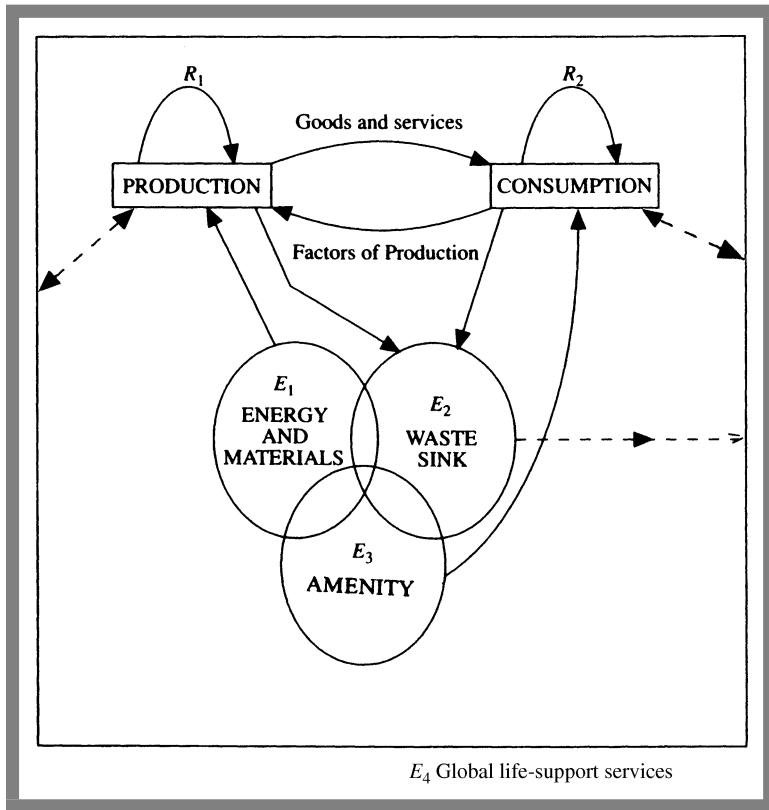 R1
R2
Goods and services
PRODUCTION
CONSUMPTION
Factors of Production
E1
ENERGY
AND
MATERIALS
E2
WASTE
SINK
E3
AMENITY
E4 Global life-support services